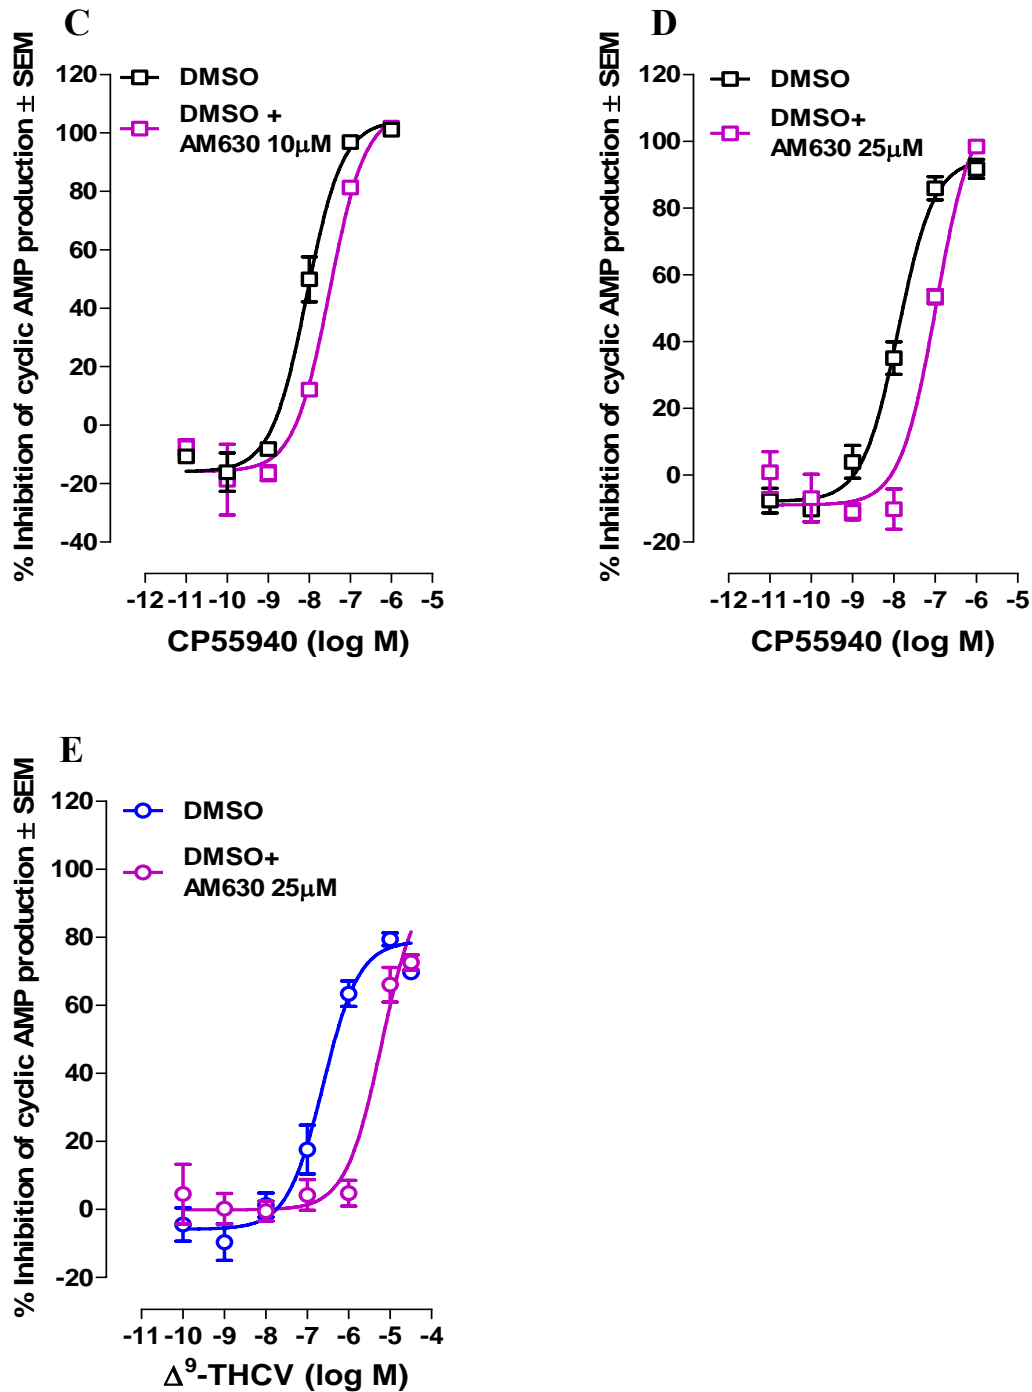 C
% Inhibition of cyclic AMP production ± SEM
120
100
80
60
40
20
0
-20
-40
DMSO
DMSO +
AM630 10μM
-12 -11 -10 -9 -8 -7 -6 -5
CP55940 (log M)
D
% Inhibition of cyclic AMP production ± SEM
120
100
80
60
40
20
0
-20
DMSO
DMSO+
AM630 25μM
-12 -11 -10 -9 -8 -7 -6 -5
CP55940 (log M)
E
% Inhibition of cyclic AMP production ± SEM
120
100
80
60
40
20
0
-20
DMSO
DMSO+
AM630 25μM
-11 -10 -9 -8 -7 -6 -5 -4
Δ⁹-THCV (log M)